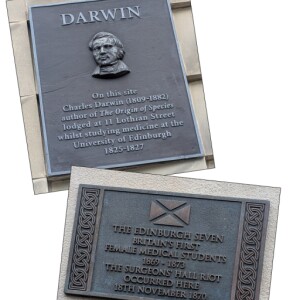 DARWIN
On this site
Charles Darwin (1809-1882)
author of The Origin of Species
lodged at 11 Lothian Street
whilst studying medicine at the
University of Edinburgh
1825-1827
THE EDINBURGH SEVEN
BRITAIN'S FIRST
FEMALE MEDICAL STUDENTS
1869 - 1873
THE SURGEONS' HALL RIOT
OCCURRED HERE
18TH NOVEMBER 1870